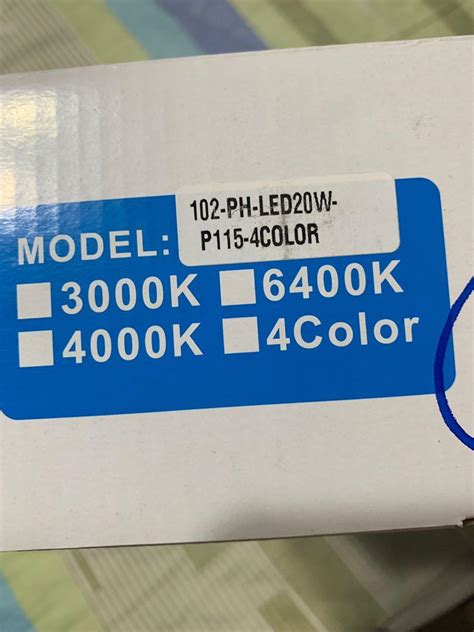 102-PH-LED20W-
P115-4COLOR
MODEL:
3000K 6400K
4000K 4Color